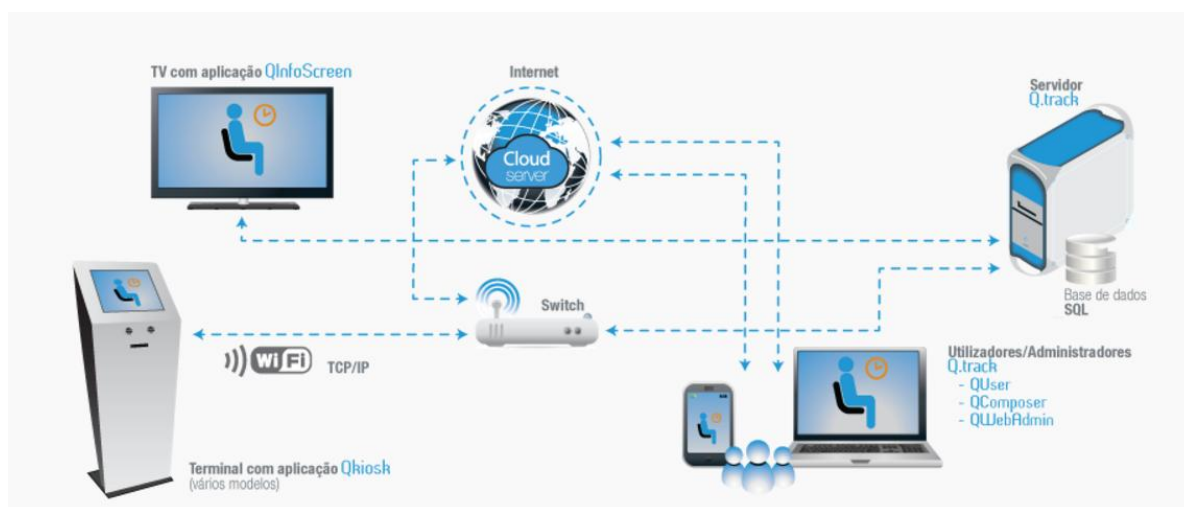 TV com aplicação QInfoScreen
Internet
Cloud
server
Servidor
Q.track
Base de dados
SQL
Switch
WiFi
TCP/IP
Utilizadores/Administradores
Q.track
- QUser
- QComposer
- QWebAdmin
Terminal com aplicação Qkiosk
(vários modelos)